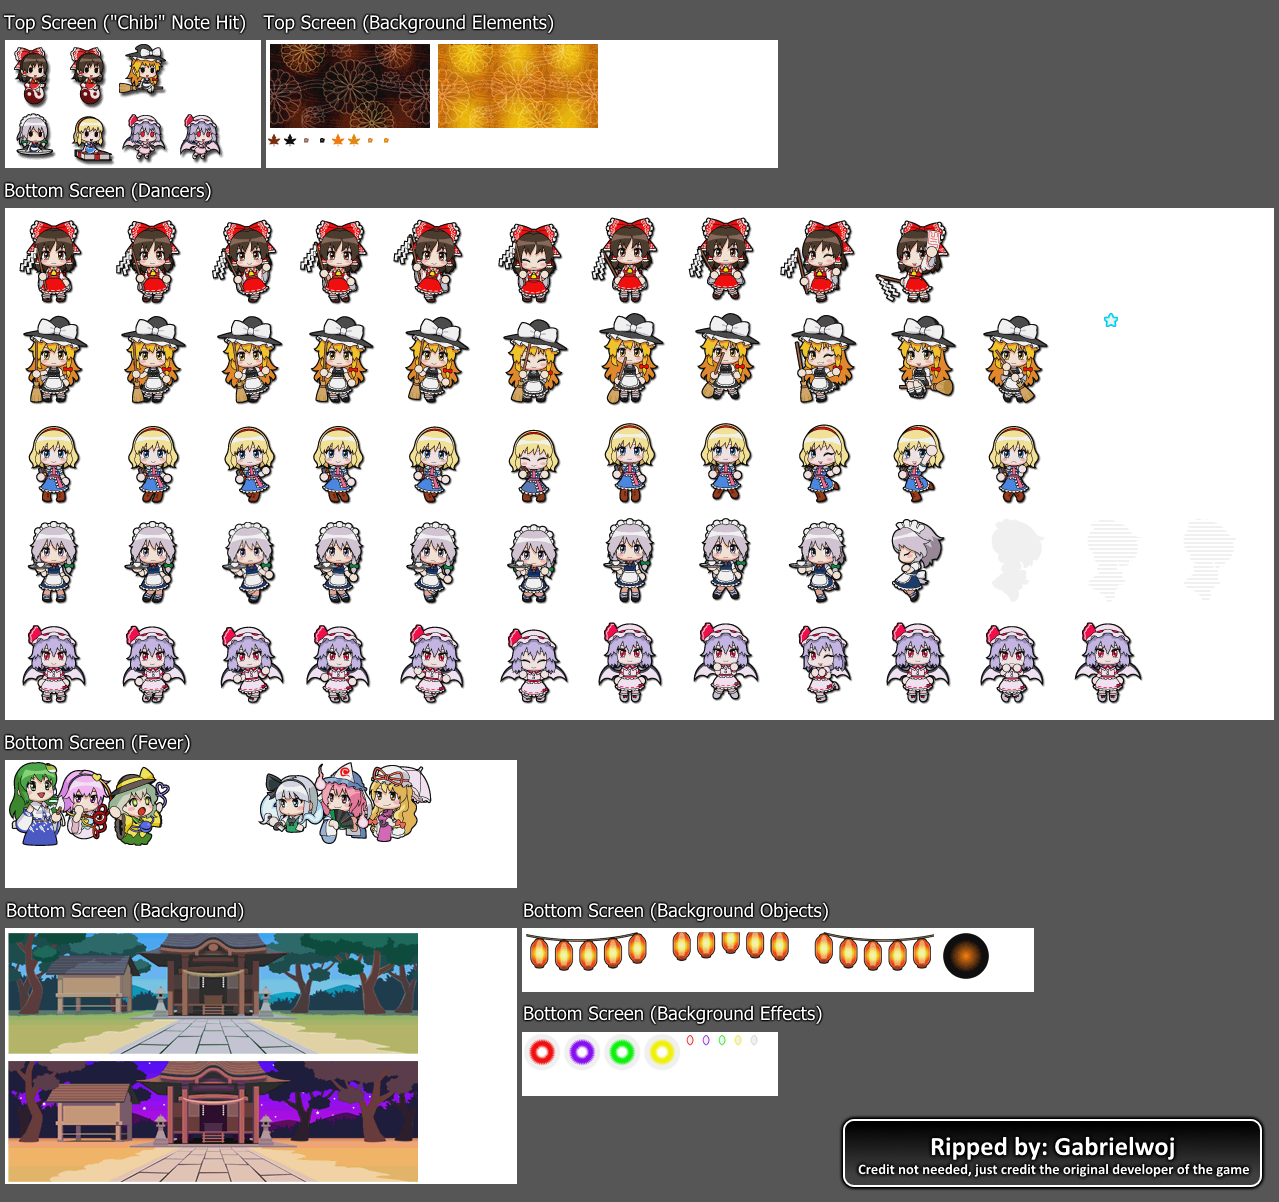 Top Screen ("Chibi" Note Hit)
Top Screen (Background Elements)
Bottom Screen (Dancers)
Bottom Screen (Fever)
Bottom Screen (Background)
Bottom Screen (Background Objects)
Bottom Screen (Background Effects)
Ripped by: Gabrielwoj
Credit not needed, just credit the original developer of the game